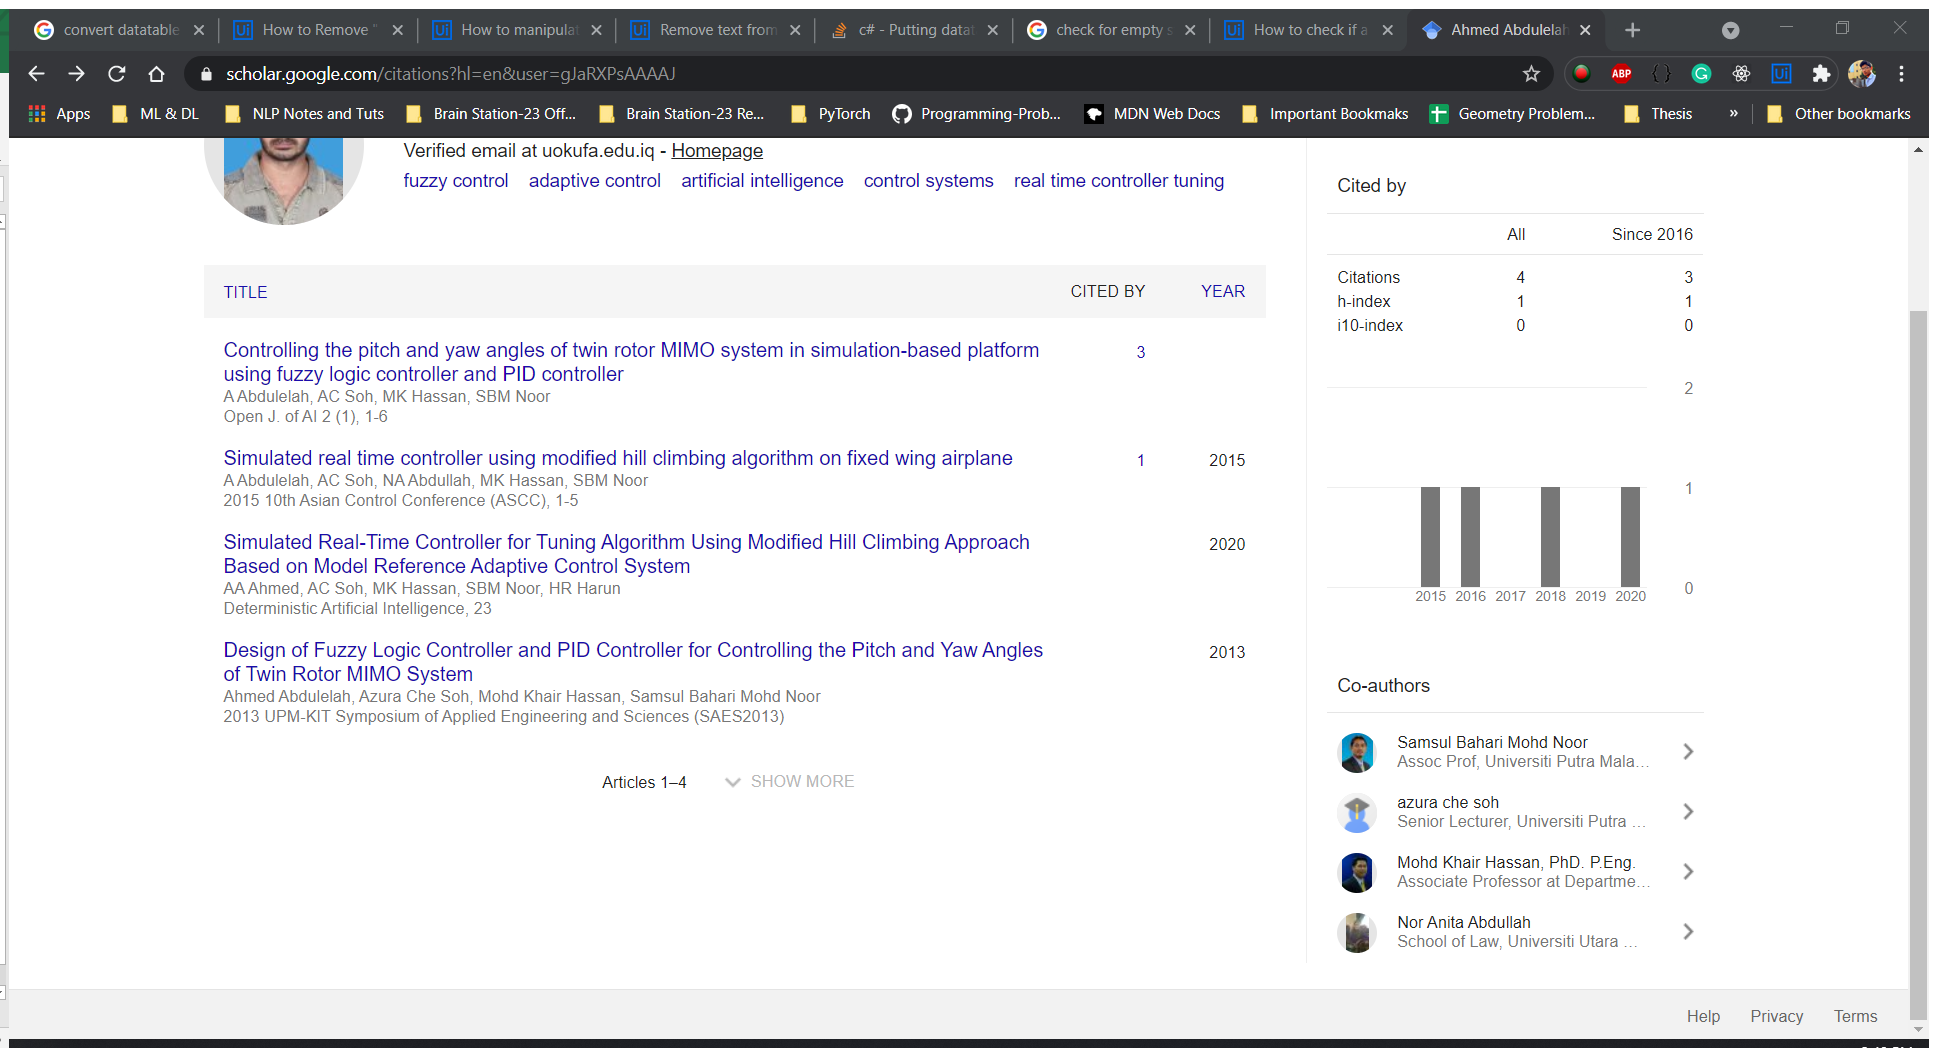 convert datatable
How to Remove "
How to manipulat
Remove text from
c# - Putting datat
check for empty s
How to check if a
Ahmed Abdulelah
scholar.google.com/citations?hl=en&user=gJaRXPsAAAAJ
ABP
Apps
ML & DL
NLP Notes and Tuts
Brain Station-23 Off...
Brain Station-23 Re...
PyTorch
Programming-Prob...
MDN Web Docs
Important Bookmaks
Geometry Problem...
Thesis
»
Other bookmarks
Verified email at uokufa.edu.iq - Homepage
fuzzy control adaptive control artificial intelligence control systems real time controller tuning
TITLE CITED BY YEAR
Controlling the pitch and yaw angles of twin rotor MIMO system in simulation-based platform 3
using fuzzy logic controller and PID controller
A Abdulelah, AC Soh, MK Hassan, SBM Noor
Open J. of AI 2 (1), 1-6
Simulated real time controller using modified hill climbing algorithm on fixed wing airplane 1 2015
A Abdulelah, AC Soh, NA Abdullah, MK Hassan, SBM Noor
2015 10th Asian Control Conference (ASCC), 1-5
Simulated Real-Time Controller for Tuning Algorithm Using Modified Hill Climbing Approach 2020
Based on Model Reference Adaptive Control System
AA Ahmed, AC Soh, MK Hassan, SBM Noor, HR Harun
Deterministic Artificial Intelligence, 23
Design of Fuzzy Logic Controller and PID Controller for Controlling the Pitch and Yaw Angles 2013
of Twin Rotor MIMO System
Ahmed Abdulelah, Azura Che Soh, Mohd Khair Hassan, Samsul Bahari Mohd Noor
2013 UPM-KIT Symposium of Applied Engineering and Sciences (SAES2013)
Articles 1–4 SHOW MORE
Cited by
All Since 2016
Citations 4 3
h-index 1 1
i10-index 0 0
2
1
0
2015 2016 2017 2018 2019 2020
Co-authors
Samsul Bahari Mohd Noor
Assoc Prof, Universiti Putra Mala…
azura che soh
Senior Lecturer, Universiti Putra …
Mohd Khair Hassan, PhD. P.Eng.
Associate Professor at Departme…
Nor Anita Abdullah
School of Law, Universiti Utara …
Help Privacy Terms